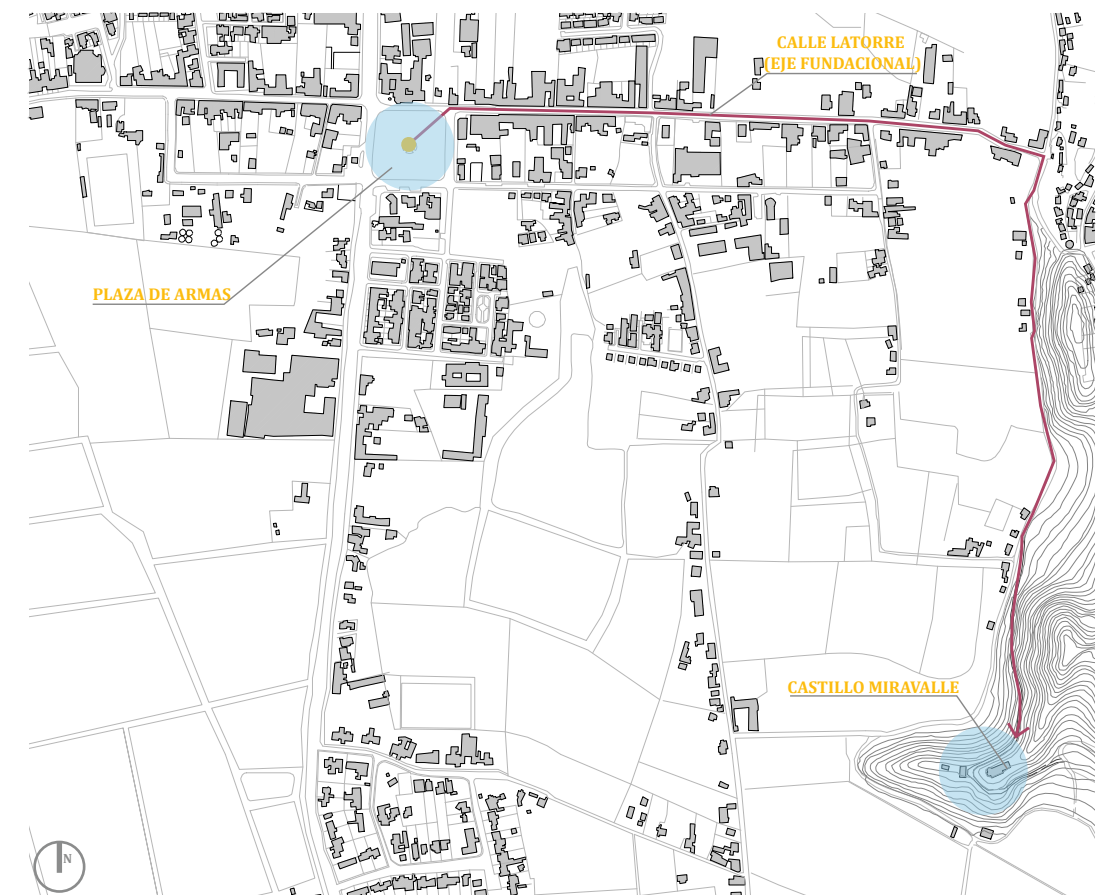 CALLE LATORRE
(EJE FUNDACIONAL)
PLAZA DE ARMAS
CASTILLO MIRAVALLE
N